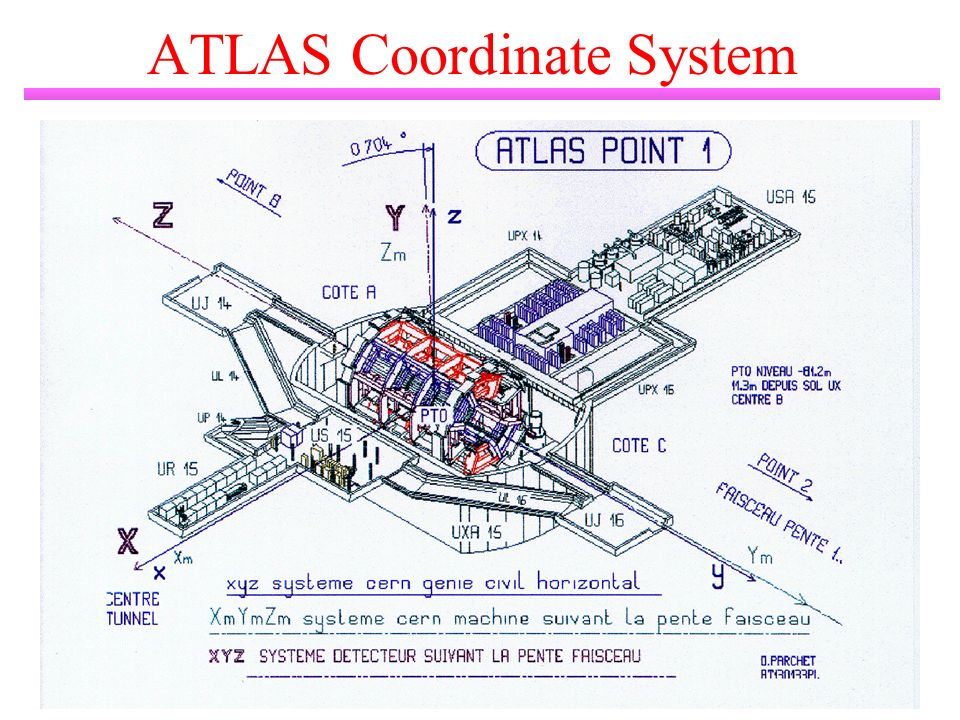 ATLAS Coordinate System
0.704 °
ATLAS POINT 1
POINT 8
USA 15
Z
Y
z
UPX 14
Zm
COTE A
UJ 14
PTO NIVEAU -81.2m
11.3m DEPUIS SOL UX
CENTRE B
UL 14
UPX 16
UP 14
PTO
US 15
COTE C
UR 15
POINT 2
FAISCEAU PENTE 1..
UL 16
UJ 16
UXA 15
X
Xm
x
Ym
y
CENTRE
TUNNEL
xyz systeme cern genie civil horizontal
XmYmZm systeme cern machine suivant la pente faisceau
XYZ SYSTEME DETECTEUR SUIVANT LA PENTE FAISCEAU
D.PARCHET